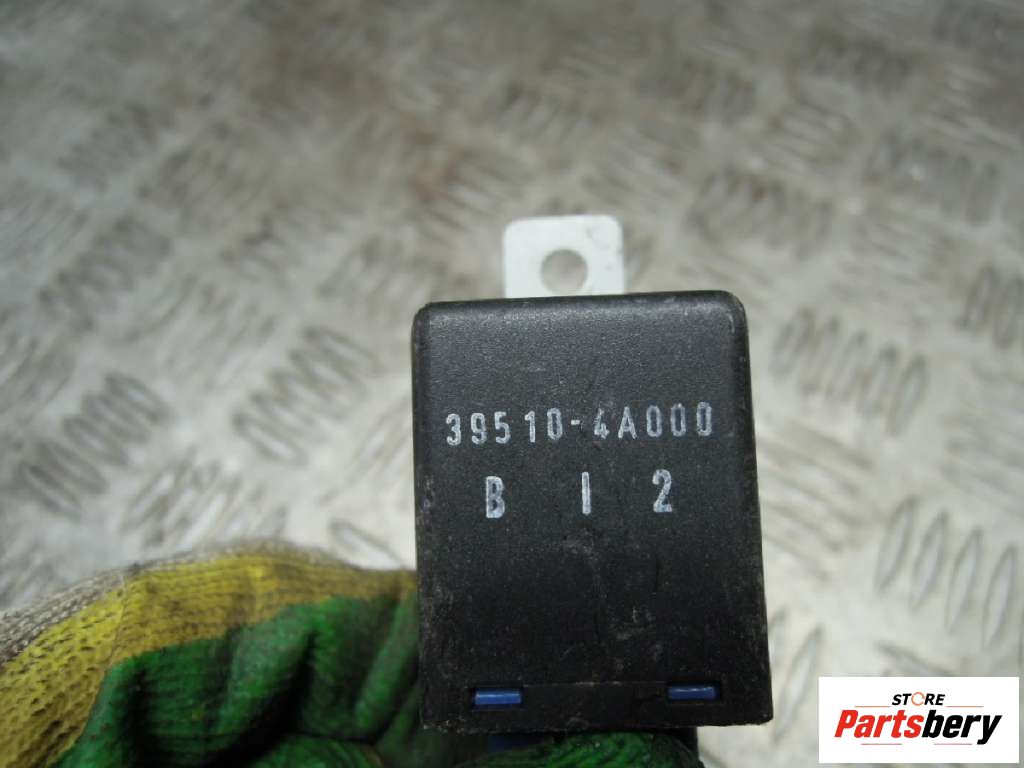 39510-4A000
B I 2
STORE
Partsbery